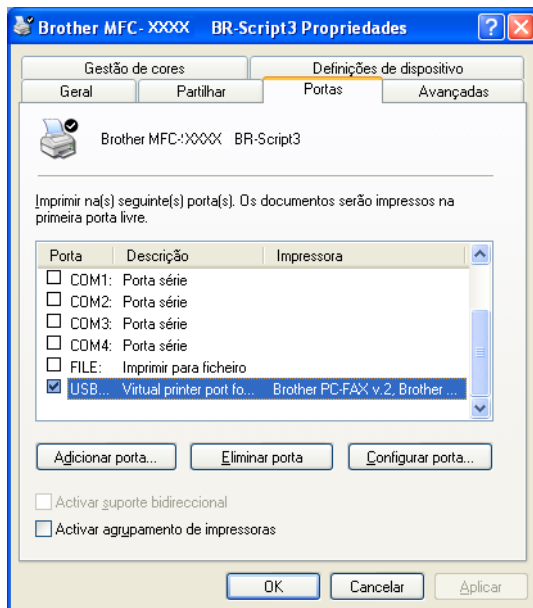 Brother MFC- XXXX BR-Script3 Propriedades
Gestão de cores Definições de dispositivo
Geral Partilhar Portas Avançadas
Brother MFC-XXXX BR-Script3
Imprimir na(s) seguinte(s) porta(s). Os documentos serão impressos na
primeira porta livre.
Porta Descrição Impressora
COM1: Porta série
COM2: Porta série
COM3: Porta série
COM4: Porta série
FILE: Imprimir para ficheiro
USB... Virtual printer port fo... Brother PC-FAX v.2, Brother ...
Adicionar porta... Eliminar porta Configurar porta...
Activar suporte bidireccional
Activar agrupamento de impressoras
OK Cancelar Aplicar